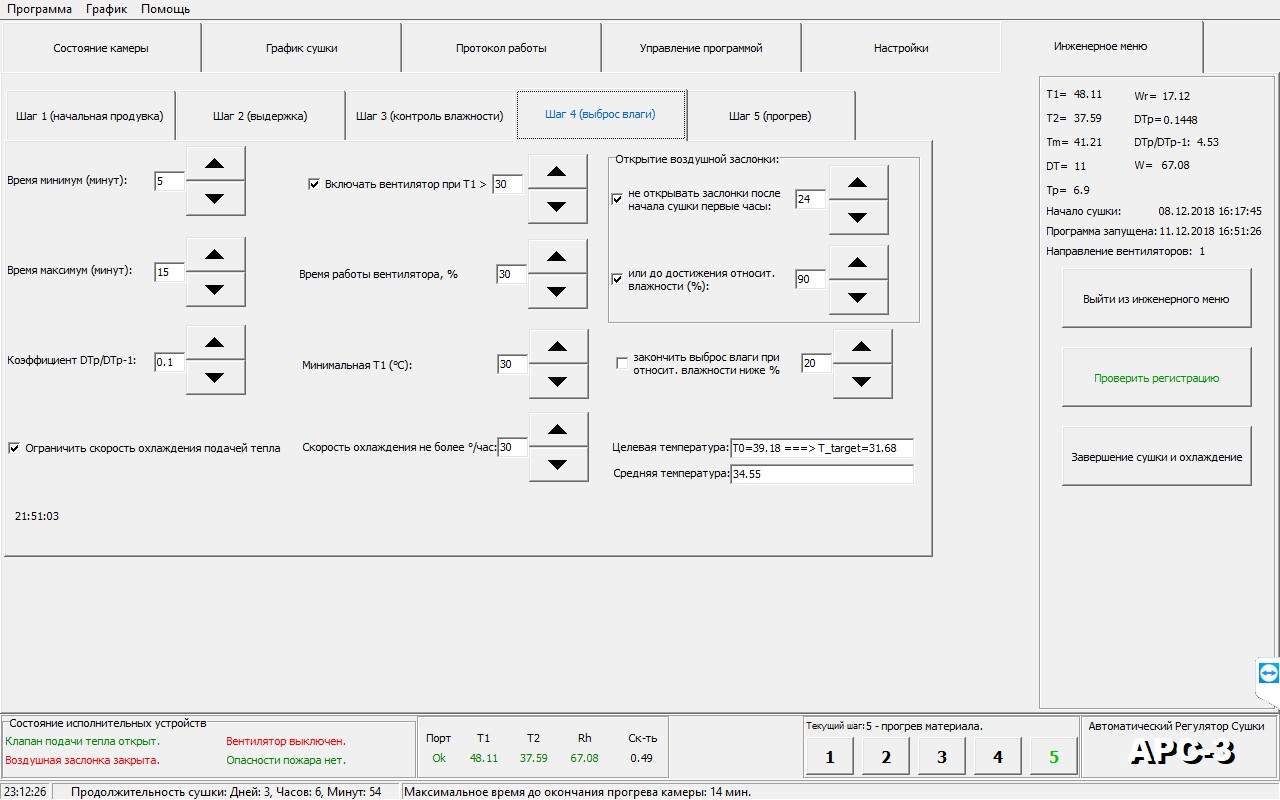 Программа График Помощь
Состояние камеры График сушки Протокол работы Управление программой Настройки Инженерное меню
Шаг 1 (начальная продувка) Шаг 2 (выдержка) Шаг 3 (контроль влажности) Шаг 4 (выброс влаги) Шаг 5 (прогрев)
Время минимум (минут): 5
Время максимум (минут): 15
Коэффициент DTp/DTp-1: 0,1
Ограничить скорость охлаждения подачей тепла
21:51:03
Включать вентилятор при T1 > 30
Время работы вентилятора, % 30
Минимальная T1 (°C): 30
Скорость охлаждения не более °/час: 30
Открытие воздушной заслонки:
не открывать заслонки после
начала сушки первые часы: 24
или до достижения относит.
влажности (%): 90
закончить выброс влаги при
относит. влажности ниже % 20
Целевая температура: T0=39.18 ===> T_target=31.68
Средняя температура: 34.55
T1= 48.11 Wr= 17.12
T2= 37.59 DTp= 0.1448
Tm= 41.21 DTp/DTp-1: 4.53
DT= 11 W= 67.08
Tp= 6.9
Начало сушки: 08.12.2018 16:17:45
Программа запущена: 11.12.2018 16:51:26
Направление вентиляторов: 1
Выйти из инженерного меню
Проверить регистрацию
Завершение сушки и охлаждение
Состояние исполнительных устройств
Клапан подачи тепла открыт. Вентилятор выключен.
Воздушная заслонка закрыта. Опасности пожара нет.
Порт T1 T2 Rh Ск-ть
Ok 48.11 37.59 67.08 0.49
Текущий шаг: 5 - прогрев материала.
1 2 3 4 5
Автоматический Регулятор Сушки
АРС-3
23:12:26 Продолжительность сушки: Дней: 3, Часов: 6, Минут: 54 Максимальное время до окончания прогрева камеры: 14 мин.